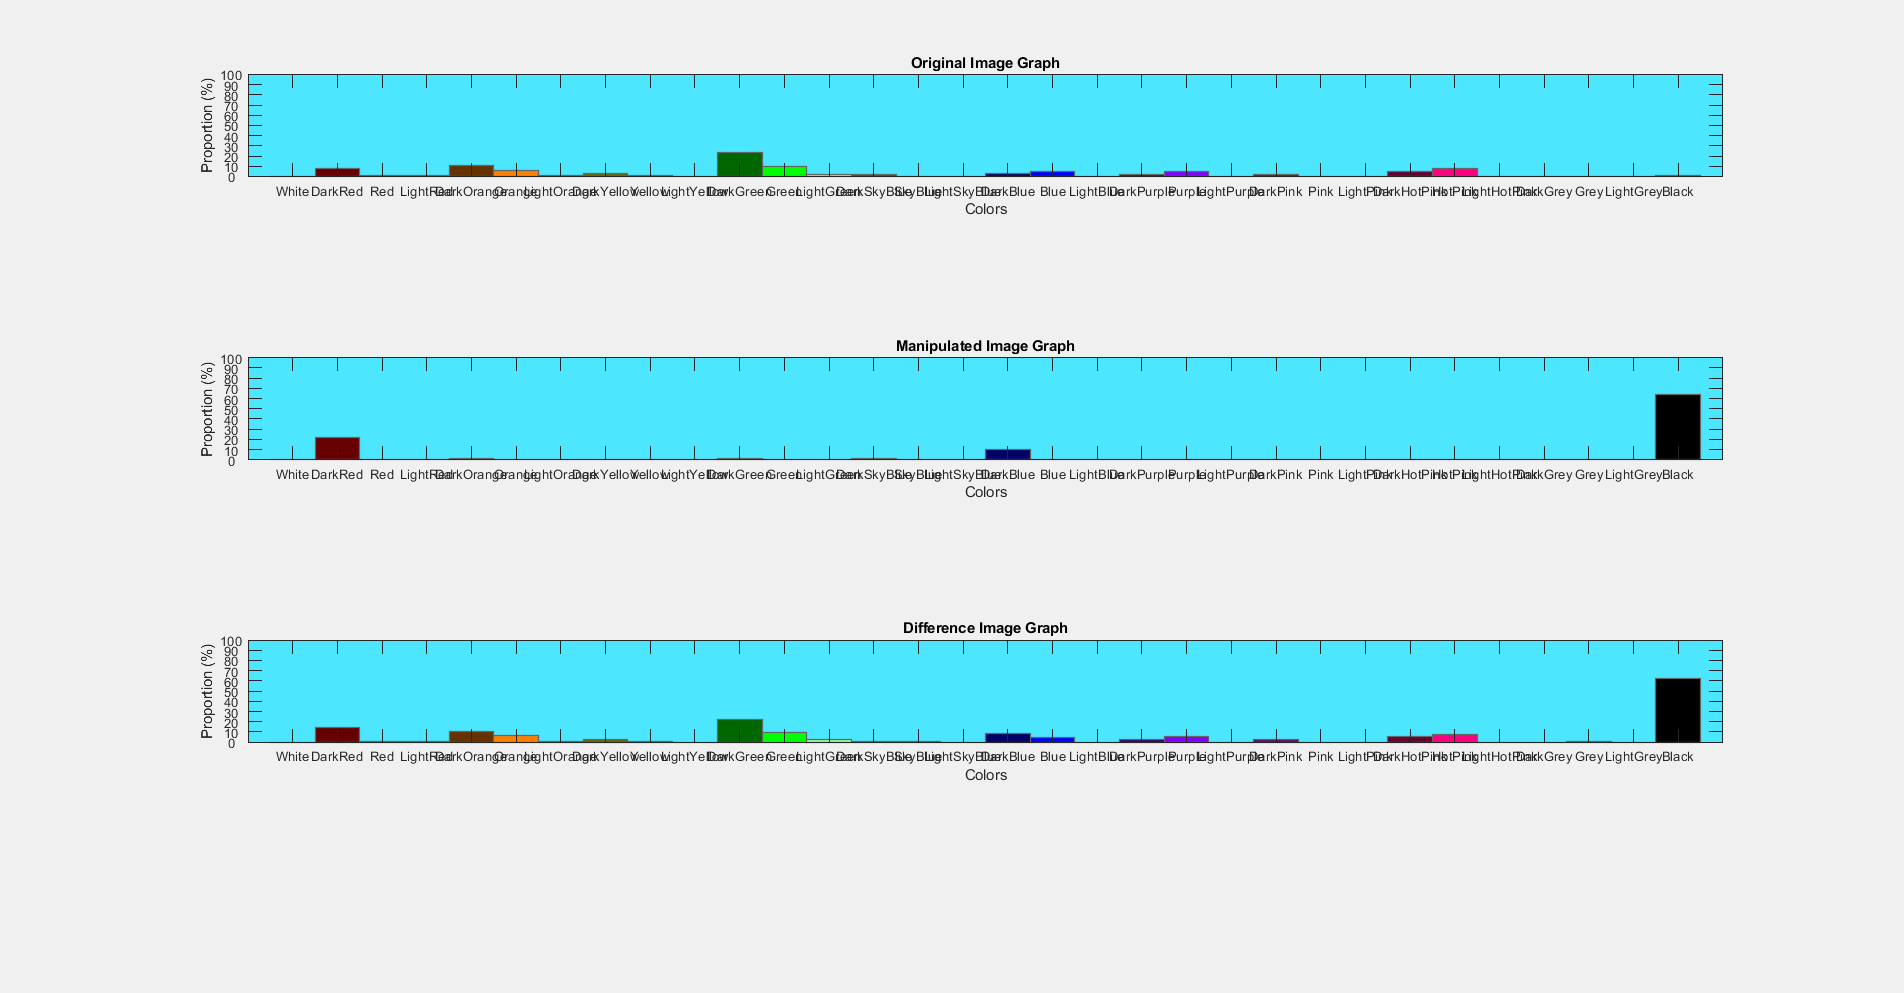 Original Image Graph
Proportion (%)
100
90
80
70
60
50
40
30
20
10
0
White DarkRed Red LightRed DarkOrange Orange LightOrange DarkYellow Yellow LightYellow DarkGreen Green LightGreen DarkSkyBlue SkyBlue LightSkyBlue DarkBlue Blue LightBlue DarkPurple Purple LightPurple DarkPink Pink LightPink DarkHotPink HotPink LightHotPink DarkGrey Grey LightGrey Black
Colors
Manipulated Image Graph
Proportion (%)
100
90
80
70
60
50
40
30
20
10
0
White DarkRed Red LightRed DarkOrange Orange LightOrange DarkYellow Yellow LightYellow DarkGreen Green LightGreen DarkSkyBlue SkyBlue LightSkyBlue DarkBlue Blue LightBlue DarkPurple Purple LightPurple DarkPink Pink LightPink DarkHotPink HotPink LightHotPink DarkGrey Grey LightGrey Black
Colors
Difference Image Graph
Proportion (%)
100
90
80
70
60
50
40
30
20
10
0
White DarkRed Red LightRed DarkOrange Orange LightOrange DarkYellow Yellow LightYellow DarkGreen Green LightGreen DarkSkyBlue SkyBlue LightSkyBlue DarkBlue Blue LightBlue DarkPurple Purple LightPurple DarkPink Pink LightPink DarkHotPink HotPink LightHotPink DarkGrey Grey LightGrey Black
Colors